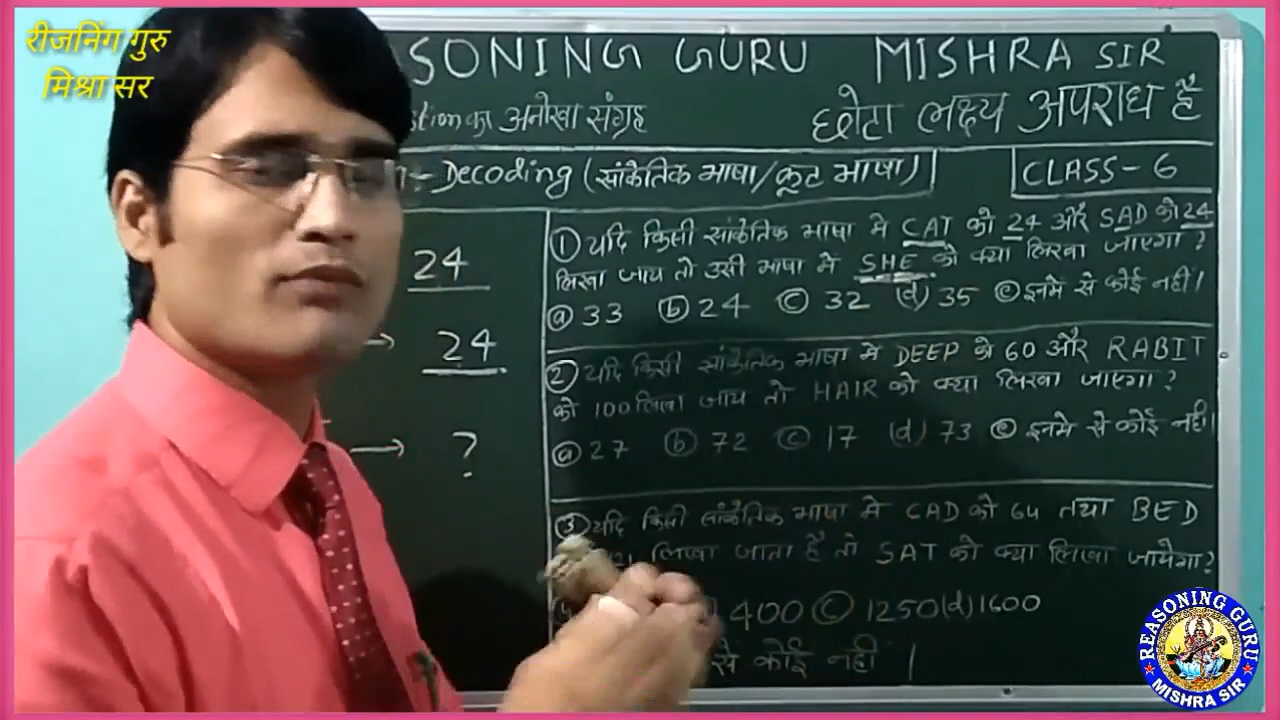 रीजनिंग गुरु
मिश्रा सर
SONING GURU MISHRA SIR
का अनोखा संग्रह
छोटा लक्ष्य अपराध है
Decoding (सांकेतिक भाषा/कूट भाषा)
CLASS-6
24
→ 24
→ ?
① यदि किसी सांकेतिक भाषा मे CAT को 24 और SAD को 24
लिखा जाय तो उसी भाषा मे SHE को क्या लिखा जाएगा ?
ⓐ 33 ⓑ 24 ⓒ 32 (d) 35 ⓔ इनमे से कोई नहीं।
② यदि किसी सांकेतिक भाषा मे DEEP को 60 और RABIT
को 100 लिखा जाय तो HAIR को क्या लिखा जाएगा ?
ⓐ 27 ⓑ 72 ⓒ 17 (d) 73 ⓔ इनमे से कोई नही।
③ यदि किसी सांकेतिक भाषा मे CAD को 64 तथा BED
लिखा जाता है तो SAT को क्या लिखा जायेगा ?
400 ⓒ 1250 (d) 1600
से कोई नही |
REASONING GURU
MISHRA SIR